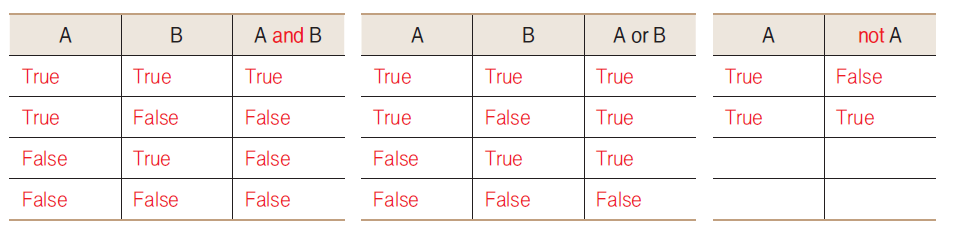 A B A and B A B A or B A not A
True True True True True True True False
True False False True False True True True
False True False False True True
False False False False False False